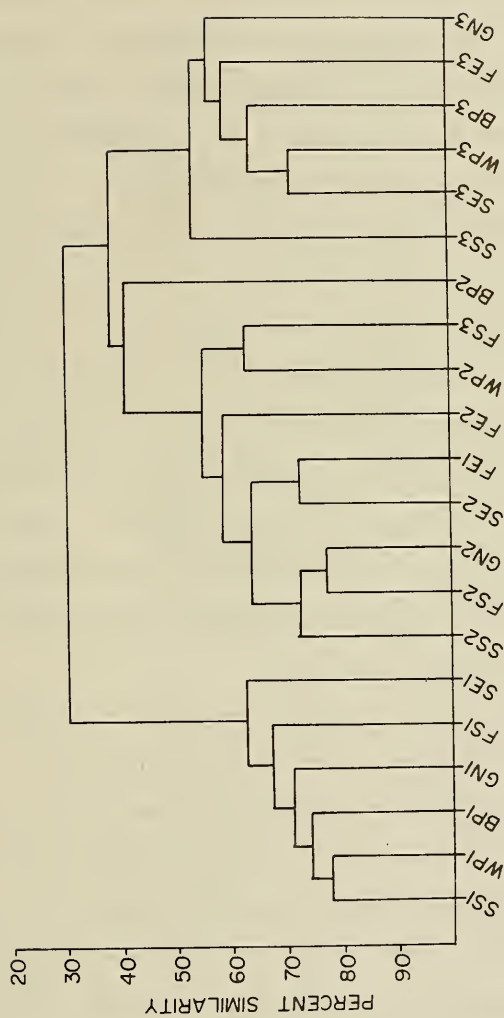 PERCENT SIMILARITY
20
30
40
50
60
70
80
90
SS1
WP1
BP1
GN1
FS1
SE1
SS2
FS2
GN2
SE2
FE1
FE2
WP2
FS3
BP2
SS3
SE3
WP3
BP3
FE3
GN3